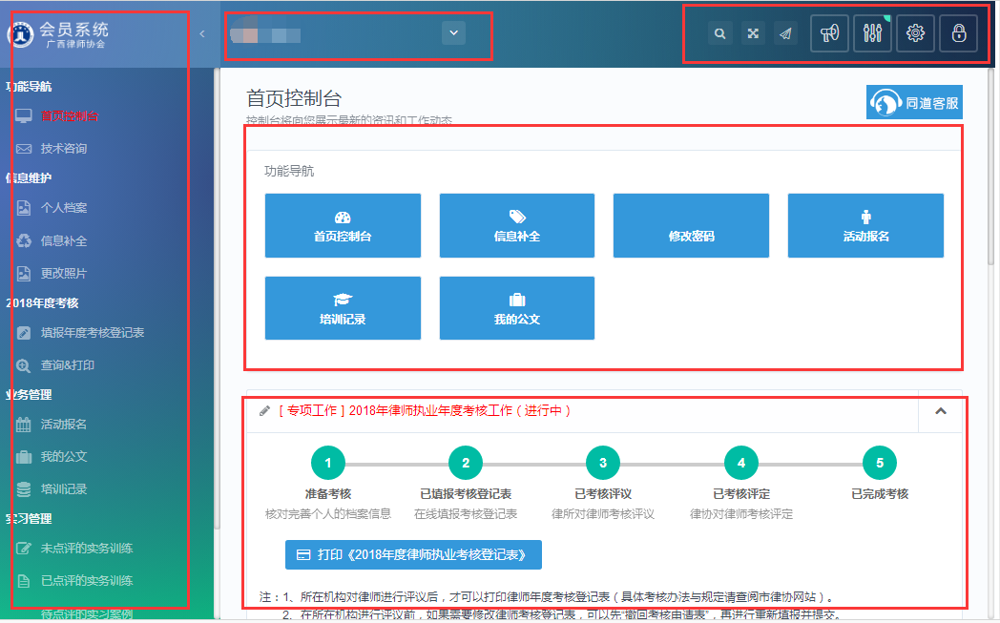 会员系统
广西律师协会
功能导航
首页控制台
技术咨询
信息维护
个人档案
信息补全
更改照片
2018年度考核
填报年度考核登记表
查询&打印
业务管理
活动报名
我的公文
培训记录
实习管理
未点评的实务训练
已点评的实务训练
待点评的实习案例
首页控制台
控制台将向您展示最新的资讯和工作动态
同道客服
功能导航
首页控制台
信息补全
修改密码
活动报名
培训记录
我的公文
[ 专项工作 ] 2018年律师执业年度考核工作 ( 进行中 )
1
2
3
4
5
准备考核
已填报考核登记表
已考核评议
已考核评定
已完成考核
核对完善个人的档案信息
在线填报考核登记表
律所对律师考核评议
律协对律师考核评定
打印《2018年度律师执业考核登记表》
注：1、所在机构对律师进行评议后，才可以打印律师年度考核登记表（具体考核办法与规定请查阅市律协网站）。
2、在所在机构进行评议前，如果需要修改律师考核登记表，可以先“撤回考核申请表”，再进行重新填报并提交。